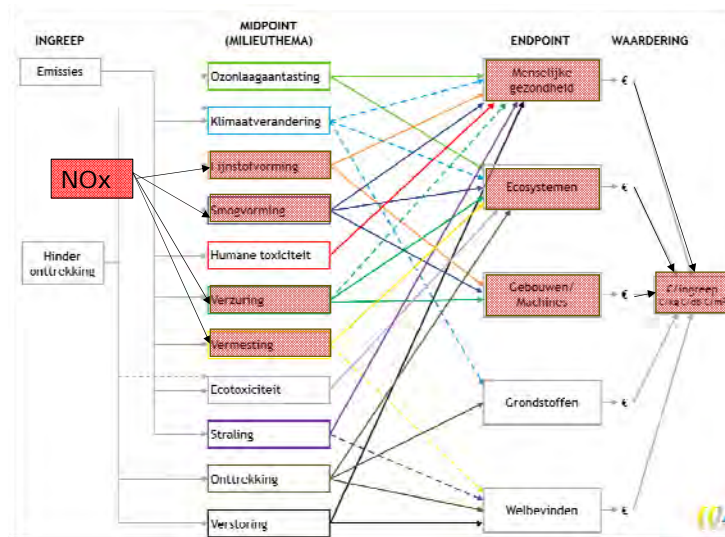 MIDPOINT
(MILIEUTHEMA)
INGREEP
ENDPOINT
WAARDERING
Emissies
NOx
Hinder
onttrekking
Ozonlaagaantasting
Klimaatverandering
Fijnstofvorming
Smogvorming
Humane toxiciteit
Verzuring
Vermesting
Ecotoxiciteit
Straling
Onttrekking
Verstoring
Menselijke
gezondheid
Ecosystemen
Gebouwen/
Machines
Grondstoffen
Welbevinden
€
€
€
€
€
€/ingreep